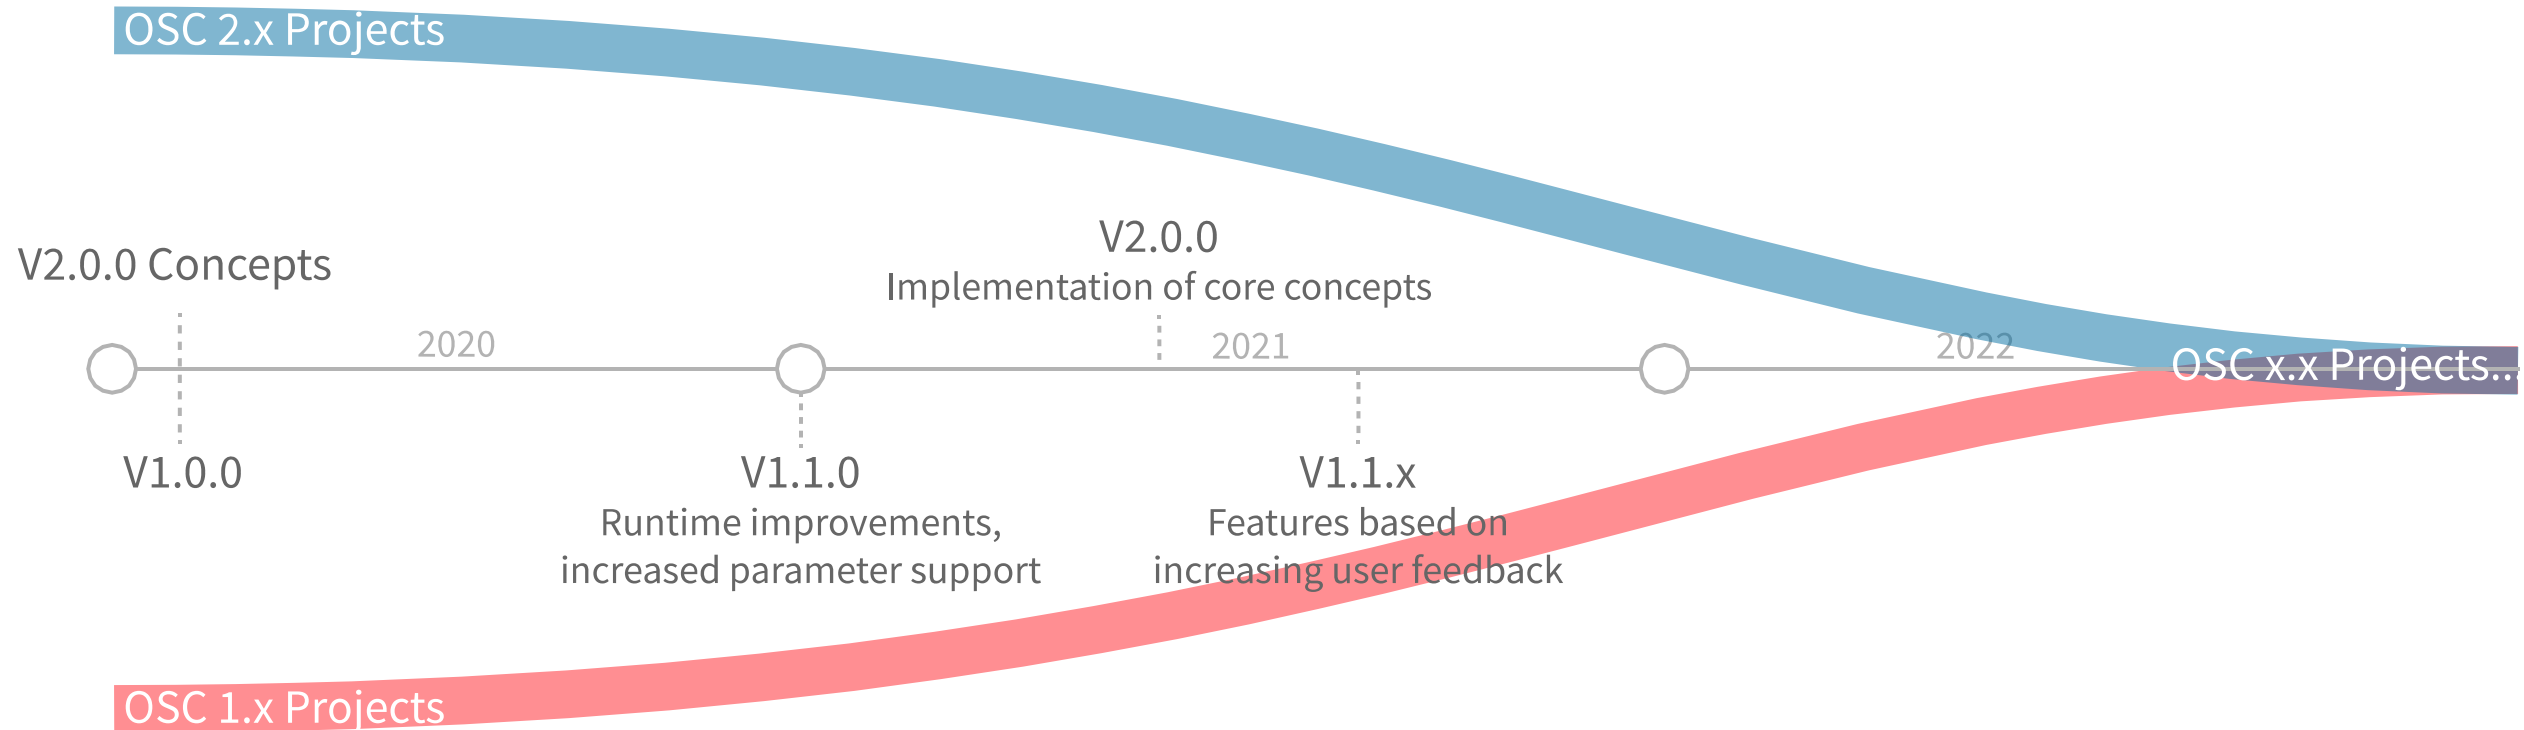 OSC 2.x Projects
V2.0.0
Implementation of core concepts
V2.0.0 Concepts
2020
2021
2022
OSC x.x Projects...
V1.0.0
V1.1.0
Runtime improvements,
increased parameter support
V1.1.x
Features based on
increasing user feedback
OSC 1.x Projects